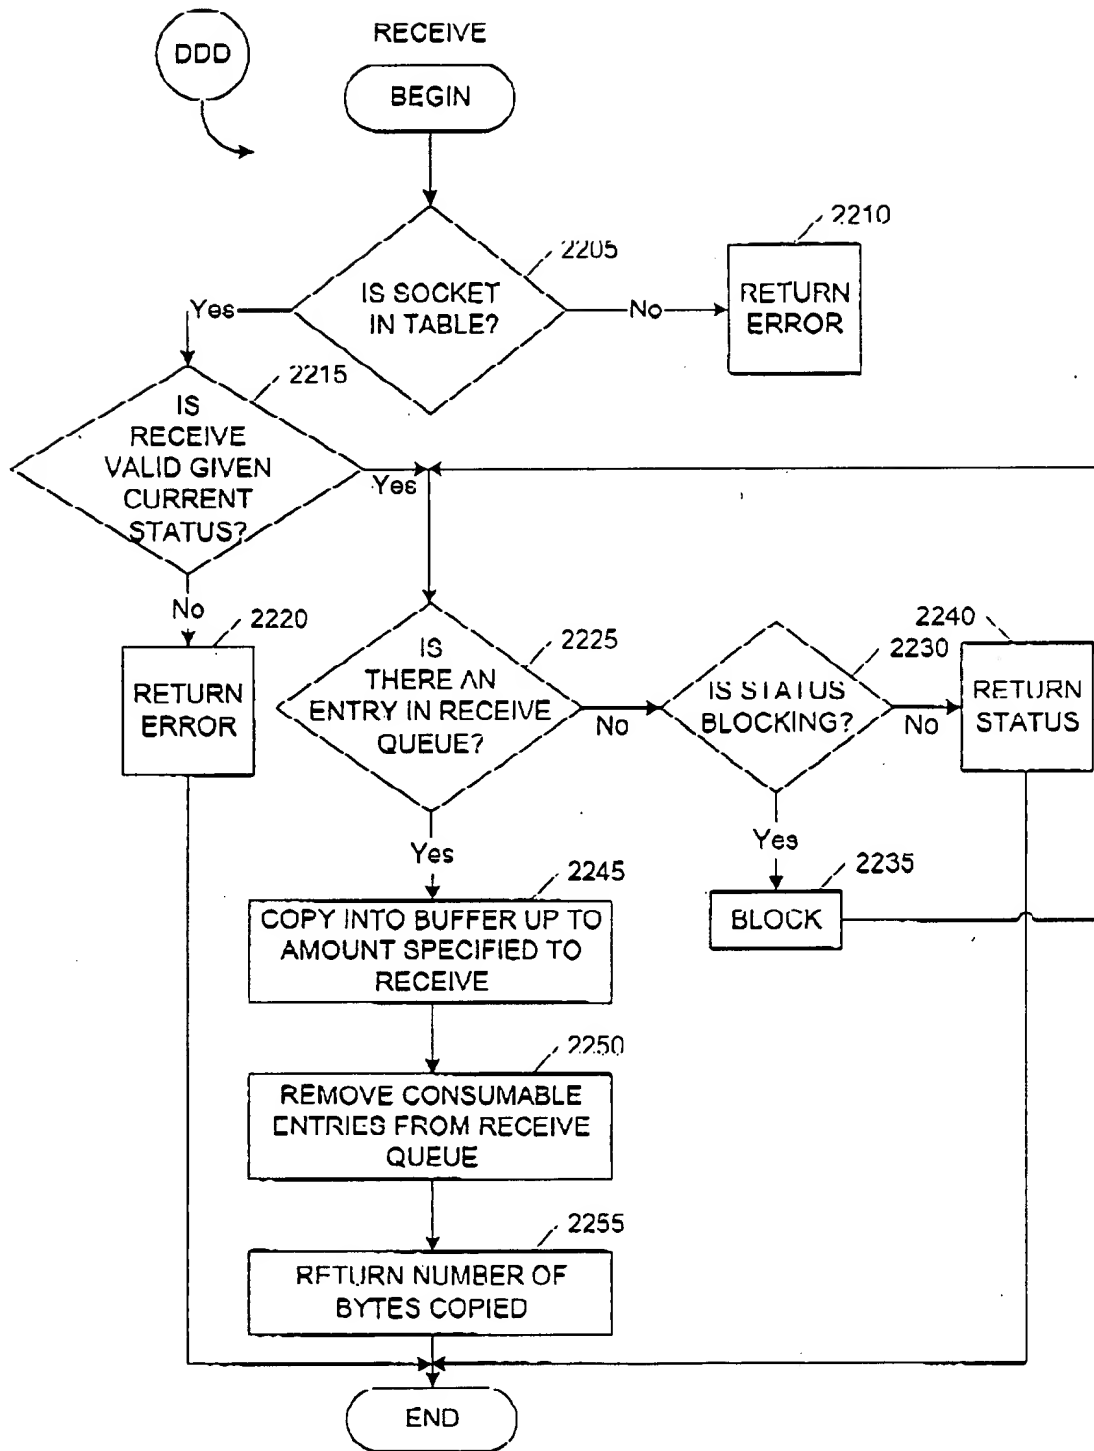 DDD
RECEIVE
BEGIN
2205
IS SOCKET
IN TABLE?
Yes
No
2210
RETURN
ERROR
2215
IS
RECEIVE
VALID GIVEN
CURRENT
STATUS?
Yes
No
2220
RETURN
ERROR
2225
IS
THERE AN
ENTRY IN RECEIVE
QUEUE?
No
2230
IS STATUS
BLOCKING?
No
2240
RETURN
STATUS
Yes
2235
BLOCK
Yes
2245
COPY INTO BUFFER UP TO
AMOUNT SPECIFIED TO
RECEIVE
2250
REMOVE CONSUMABLE
ENTRIES FROM RECEIVE
QUEUE
2255
RETURN NUMBER OF
BYTES COPIED
END